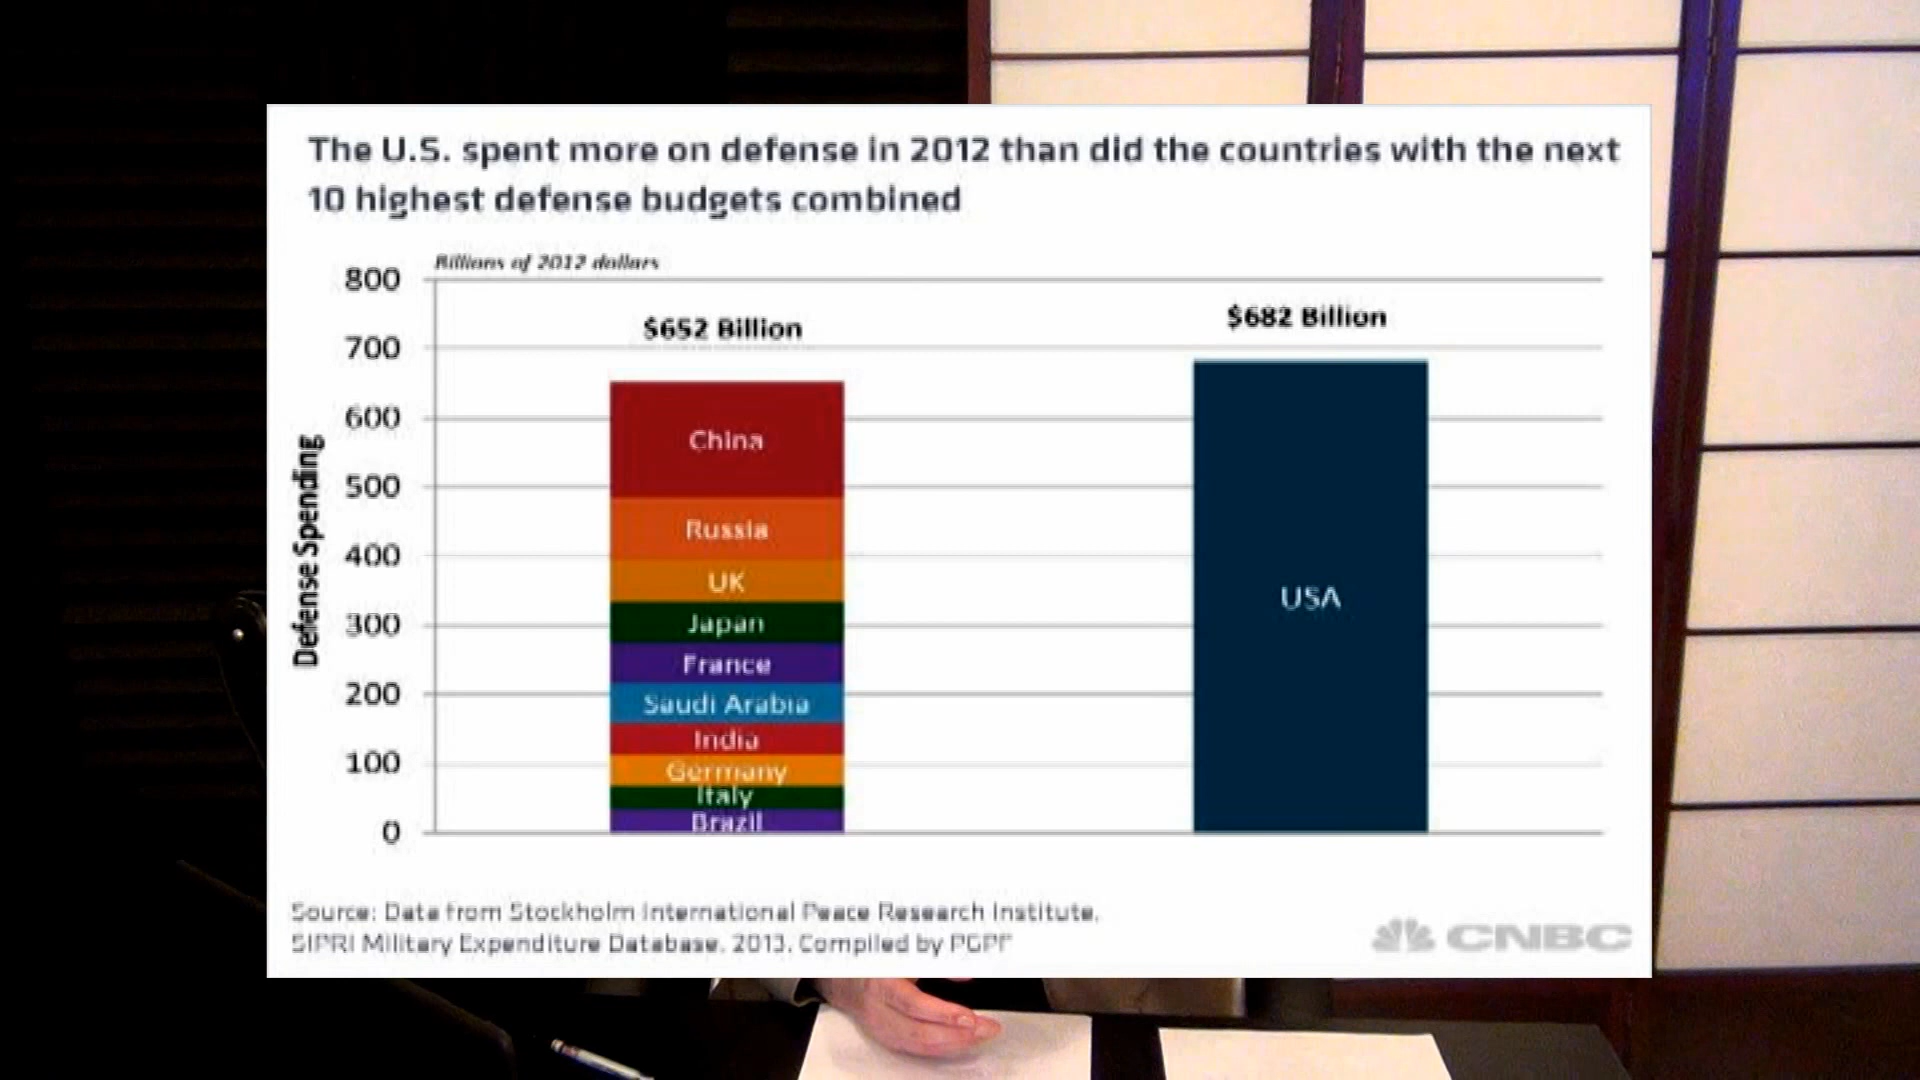 The U.S. spent more on defense in 2012 than did the countries with the next
10 highest defense budgets combined
Billions of 2012 dollars
800
700
600
500
400
300
200
100
0
Defense Spending
$652 Billion
China
Russia
UK
Japan
France
Saudi Arabia
India
Germany
Italy
Brazil
$682 Billion
USA
Source: Data from Stockholm International Peace Research Institute,
SIPRI Military Expenditure Database, 2013. Compiled by PGPF
CNBC